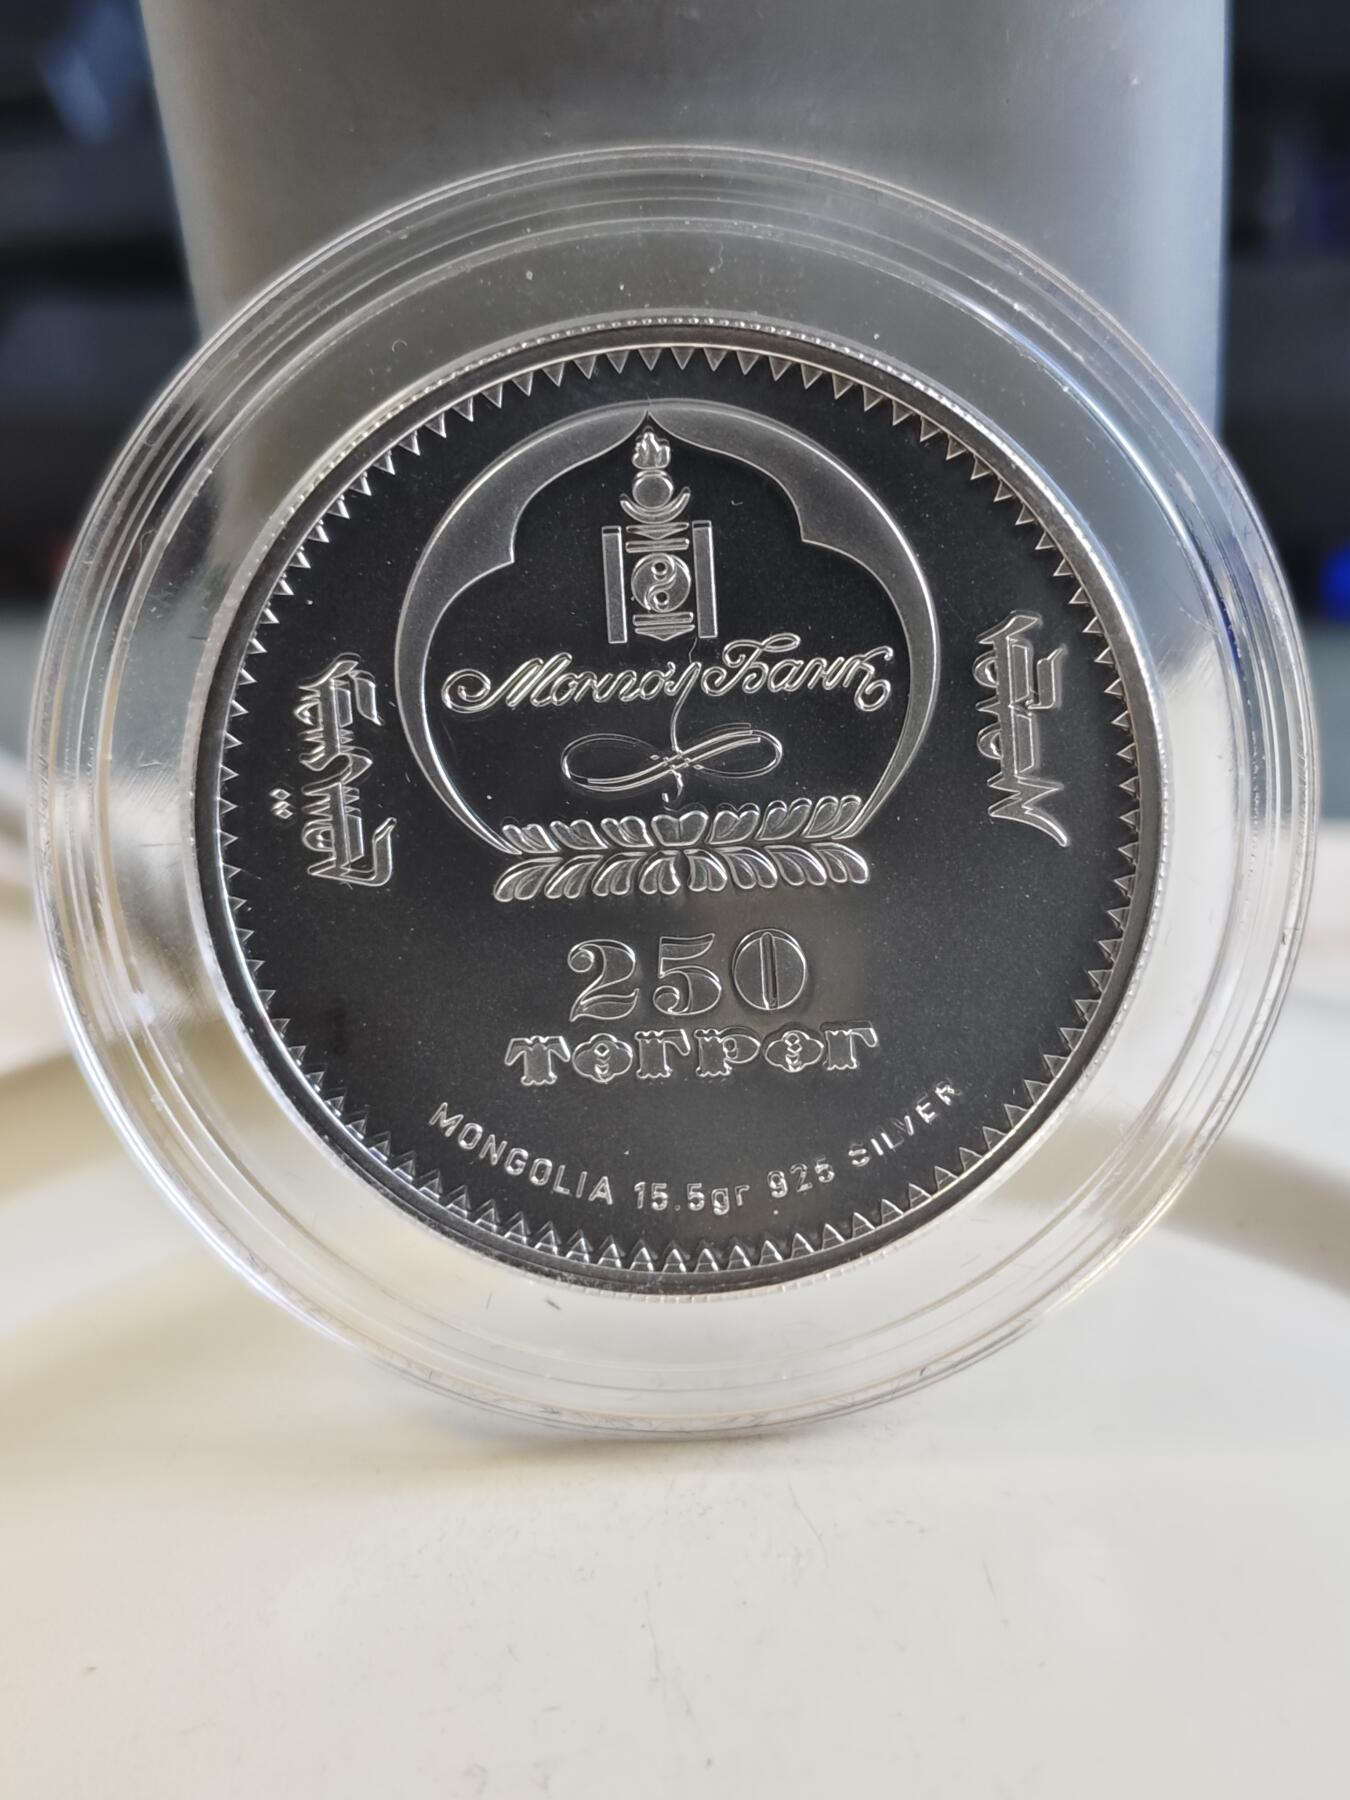 Монгол Банк
250
ТӨГРӨГ
MONGOLIA 15.5gr 925 SILVER